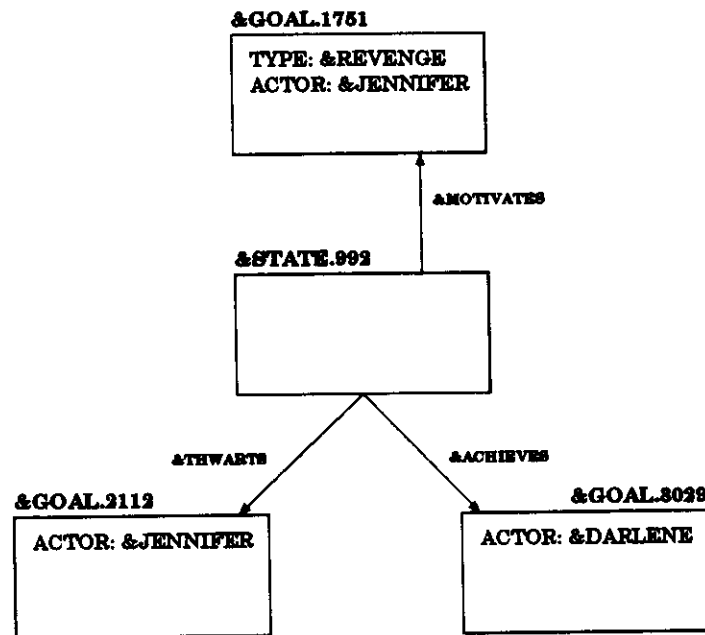 &GOAL.1751
TYPE: &REVENGE
ACTOR: &JENNIFER
&MOTIVATES
&STATE.992
&THWARTS
&ACHIEVES
&GOAL.2112
&GOAL.3029
ACTOR: &JENNIFER
ACTOR: &DARLENE